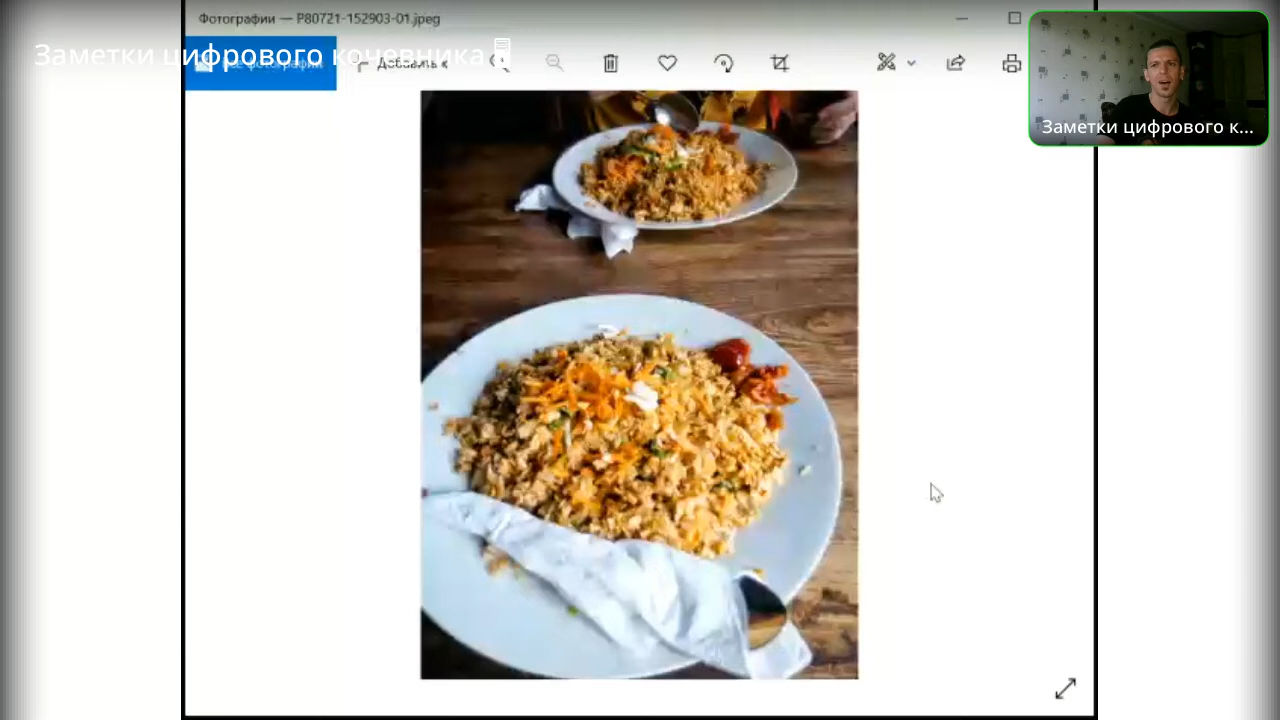 Фотографии — P80721-152903-01.jpeg
Заметки цифрового кочевника
Добавить к
Заметки цифрового к...